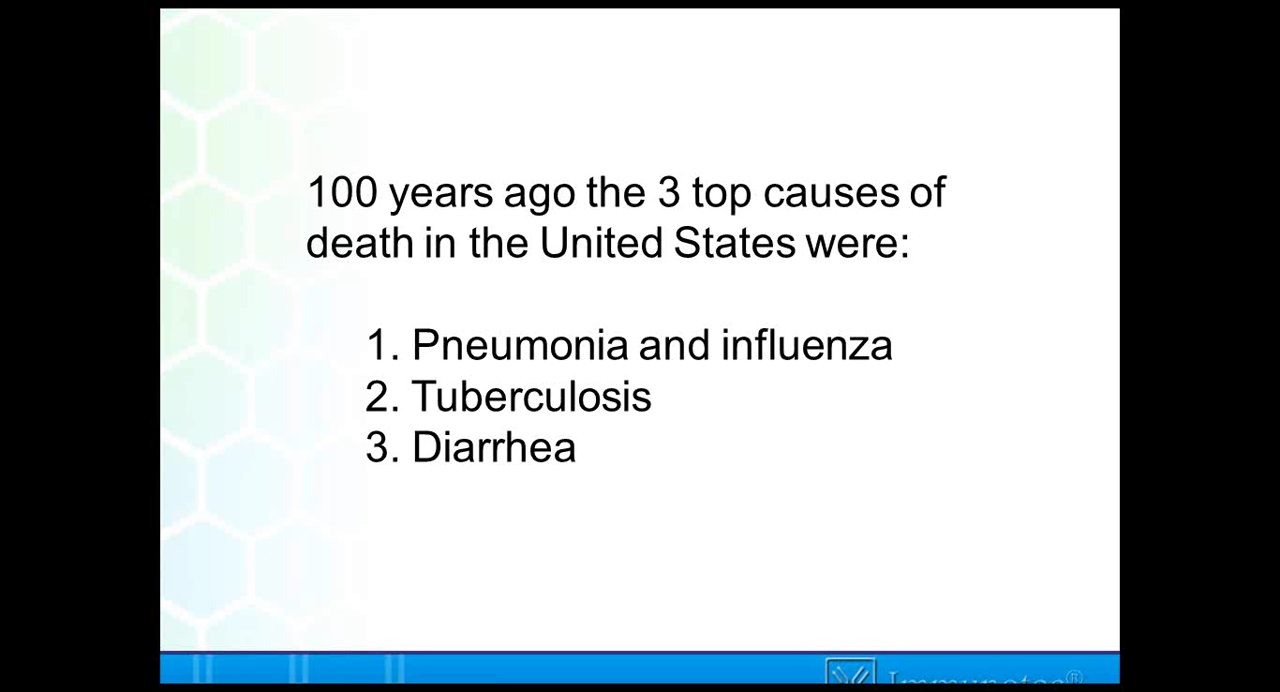 100 years ago the 3 top causes of
death in the United States were:
1. Pneumonia and influenza
2. Tuberculosis
3. Diarrhea
Immunotec®